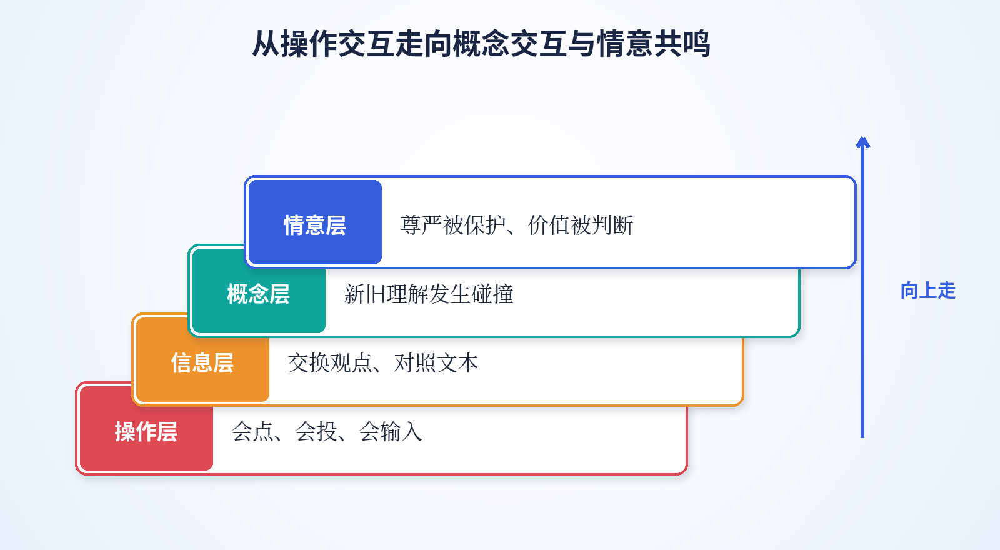 从操作交互走向概念交互与情意共鸣
情意层 尊严被保护、价值被判断
概念层 新旧理解发生碰撞
向上走
信息层 交换观点、对照文本
操作层 会点、会投、会输入